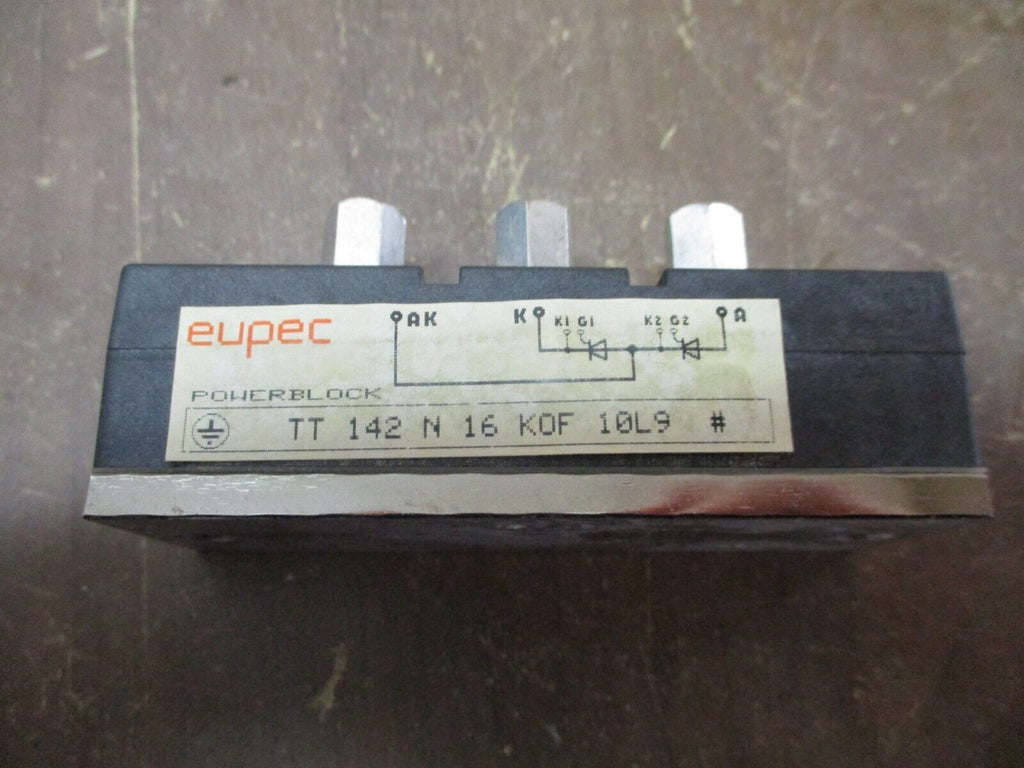 eupec
AK K K1 G1 K2 G2 A
POWERBLOCK
TT 142 N 16 KOF 10L9 #